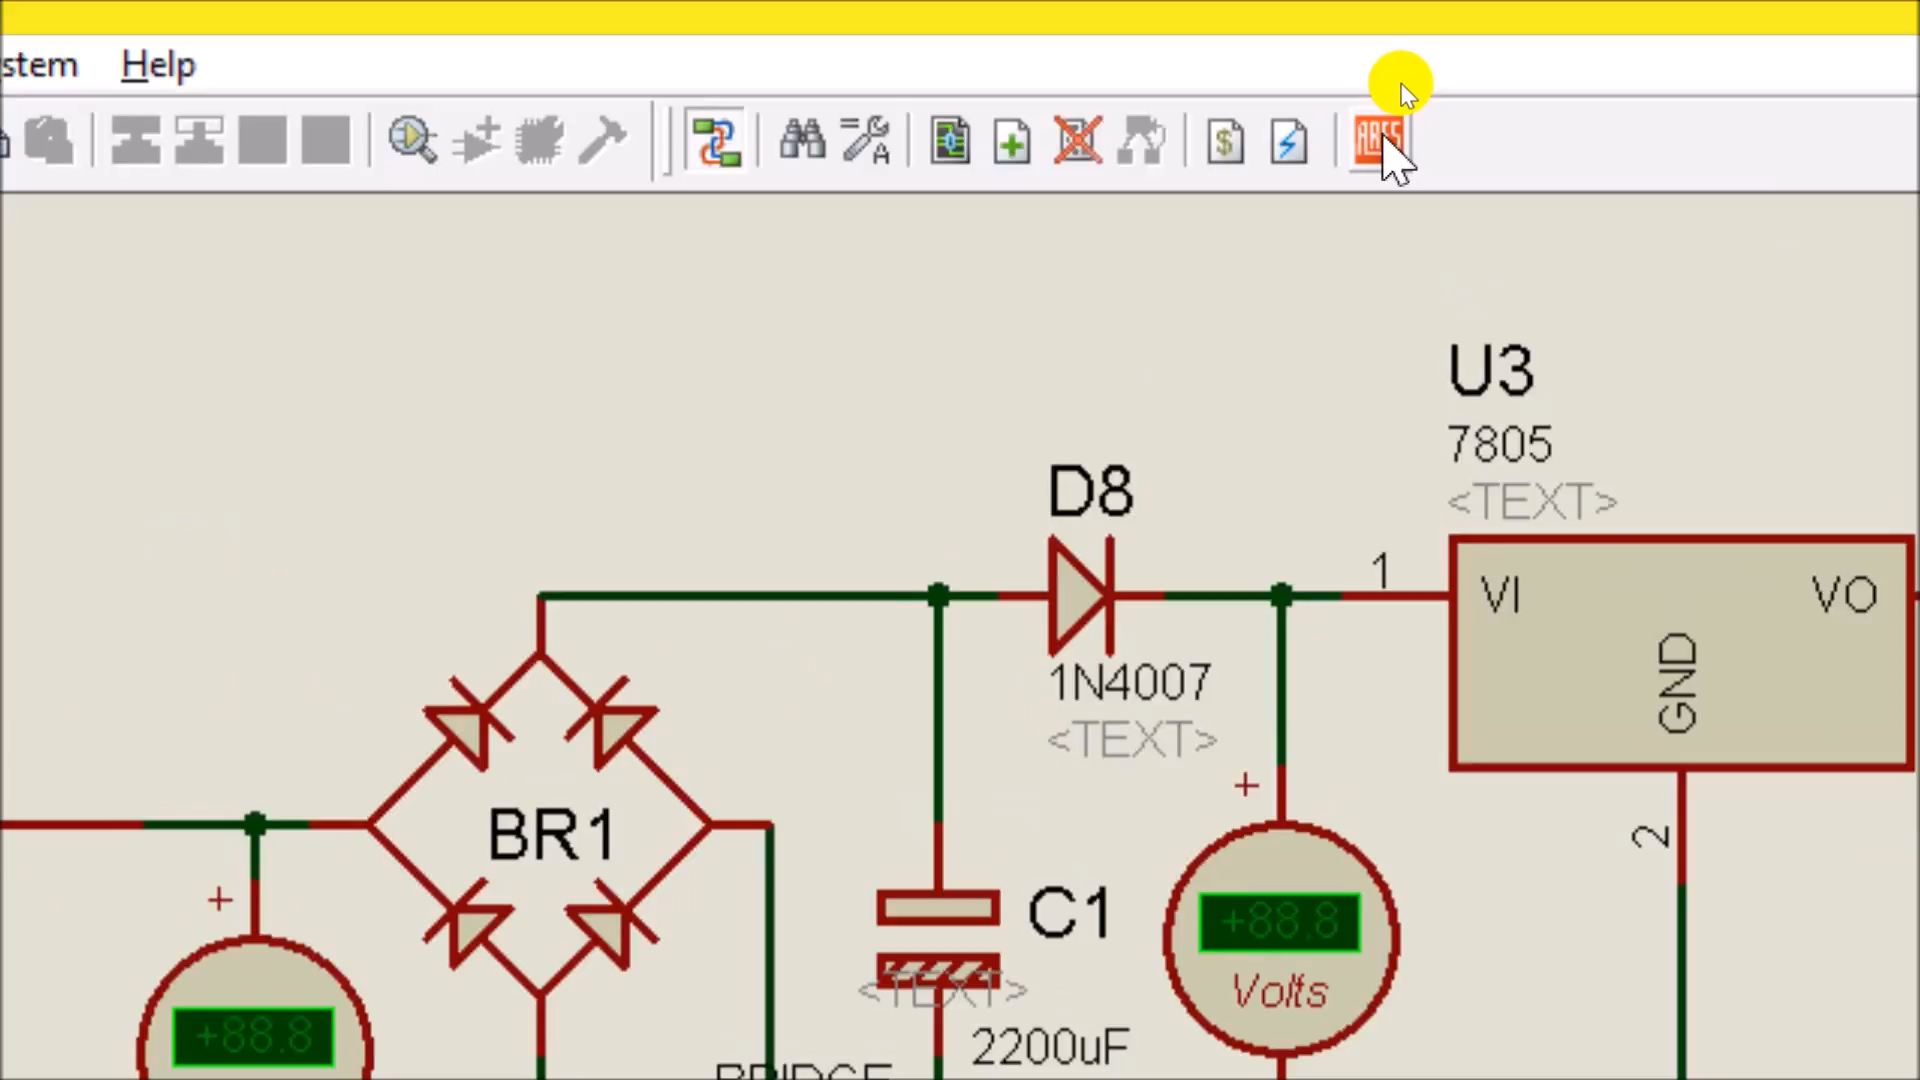 stem Help
ARES
U3
7805
<TEXT>
D8
1
VI
VO
GND
1N4007
<TEXT>
+
2
BR1
+
C1
+88.8
Volts
<TEXT>
+88.8
2200uF
BRIDGE